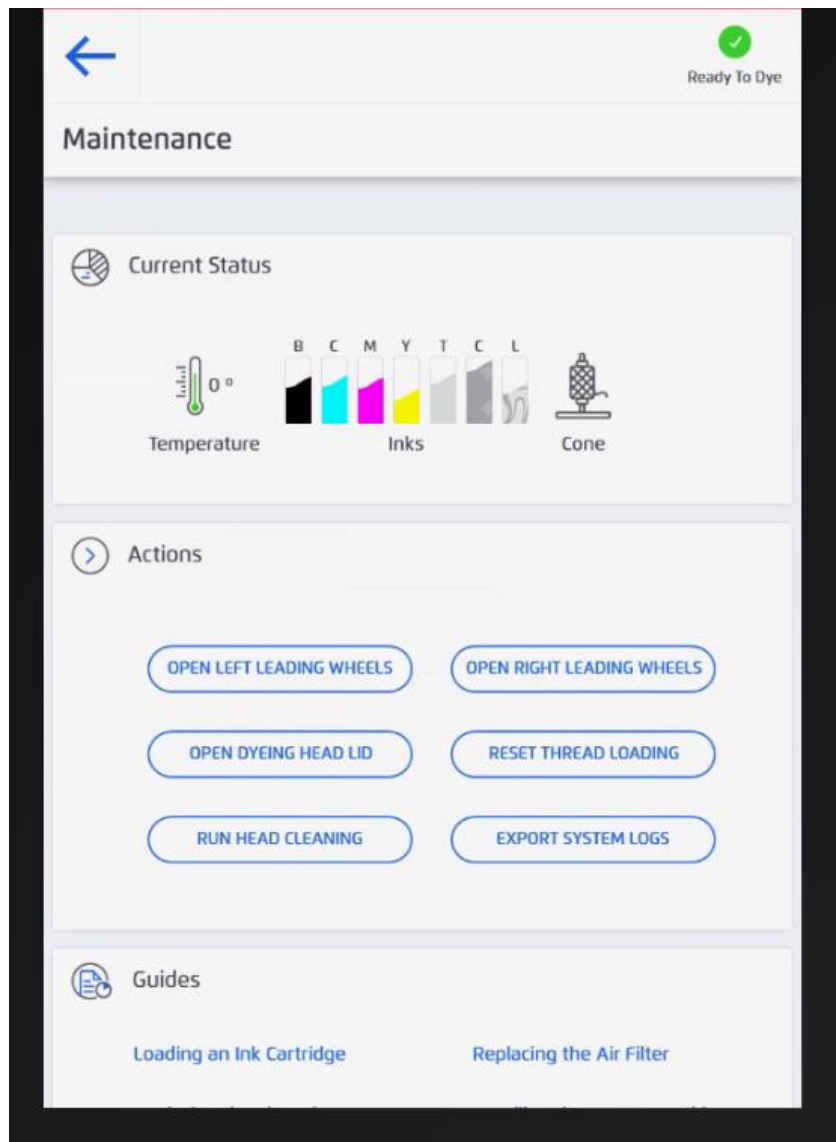 Ready To Dye
Maintenance
Current Status
B C M Y T C L
0 °
Temperature Inks Cone
Actions
OPEN LEFT LEADING WHEELS OPEN RIGHT LEADING WHEELS
OPEN DYEING HEAD LID RESET THREAD LOADING
RUN HEAD CLEANING EXPORT SYSTEM LOGS
Guides
Loading an Ink Cartridge Replacing the Air Filter